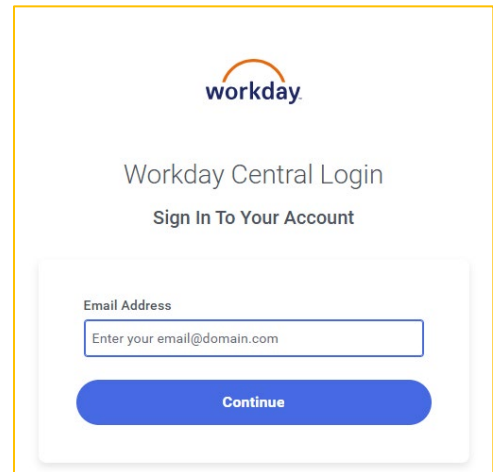 workday.
Workday Central Login
Sign In To Your Account
Email Address
Enter your email@domain.com
Continue